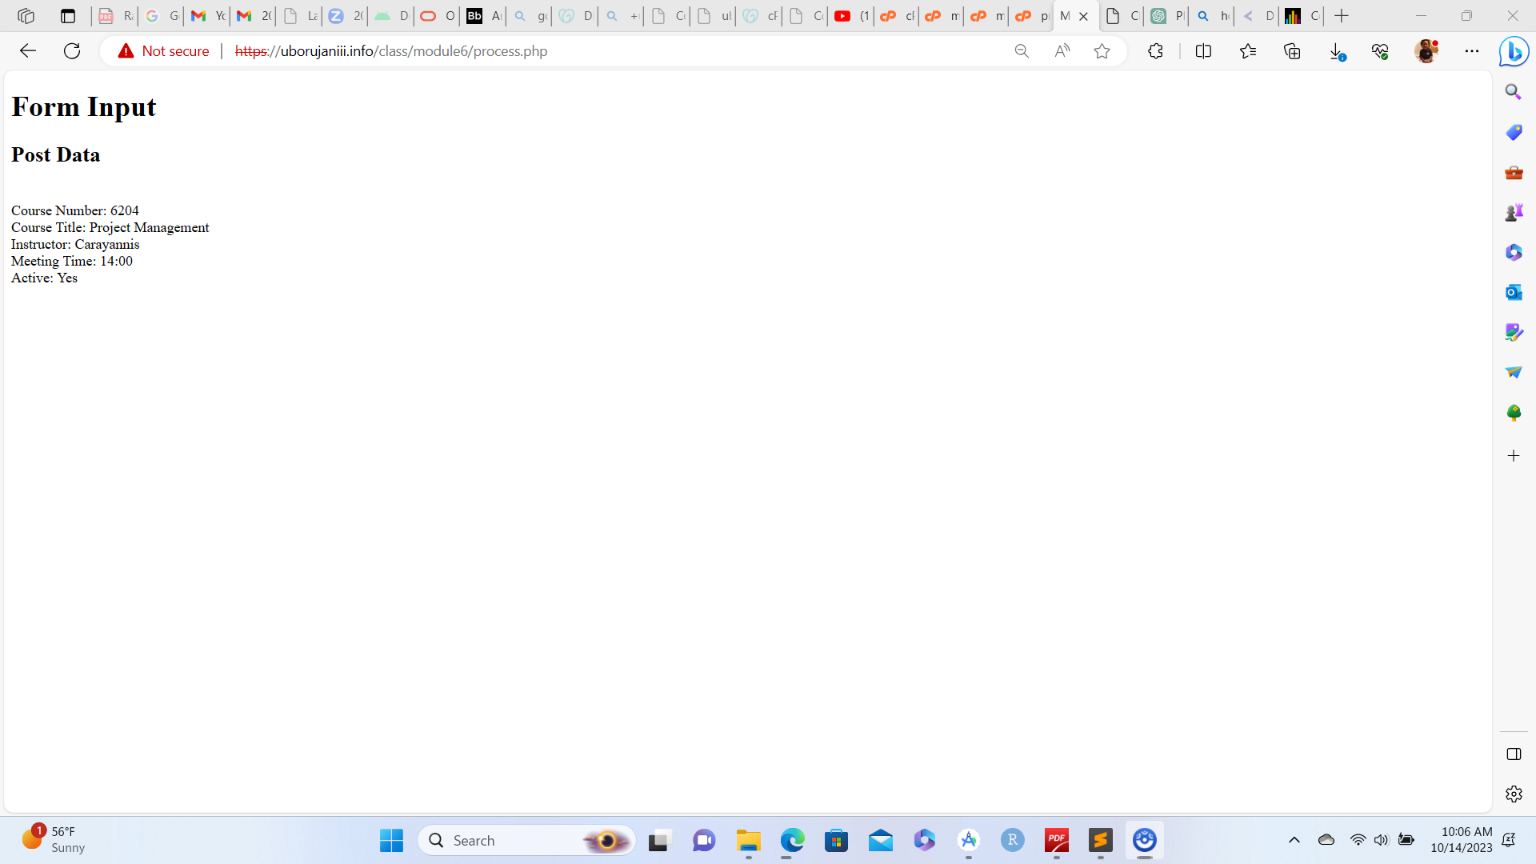 Not secure
https://uborujaniii.info/class/module6/process.php
Form Input
Post Data
Course Number: 6204
Course Title: Project Management
Instructor: Carayannis
Meeting Time: 14:00
Active: Yes
1
56°F
Sunny
Search
10:06 AM
10/14/2023